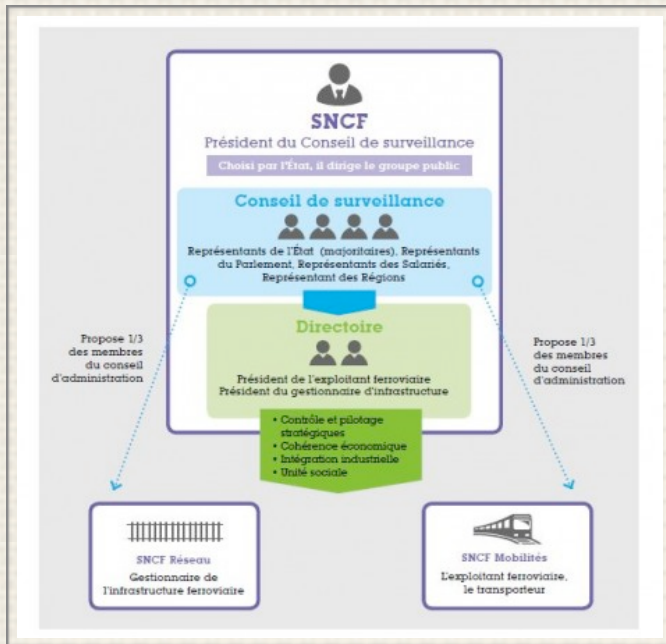 SNCF
Président du Conseil de surveillance
Choisi par l'État, il dirige le groupe public
Conseil de surveillance
Représentants de l'État (majoritaires), Représentants
du Parlement, Représentants des Salariés,
Représentant des Régions
Propose 1/3
des membres
du conseil
d'administration
Propose 1/3
des membres
du conseil
d'administration
Directoire
Président de l'exploitant ferroviaire
Président du gestionnaire d'infrastructure
• Contrôle et pilotage
stratégiques
• Cohérence économique
• Intégration industrielle
• Unité sociale
SNCF Réseau
Gestionnaire de
l'infrastructure ferroviaire
SNCF Mobilités
L'exploitant ferroviaire,
le transporteur